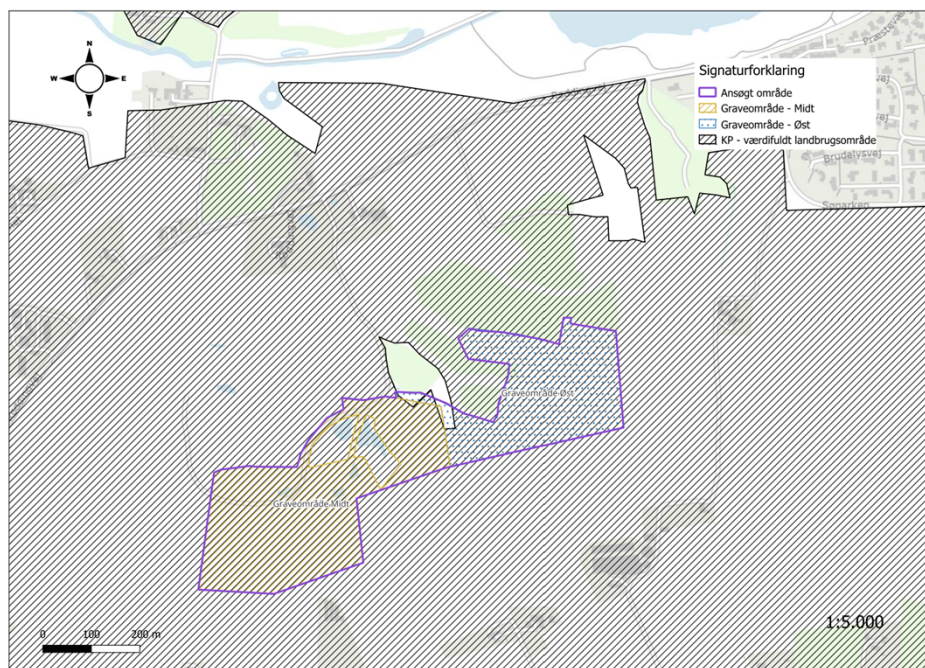 N
W E
S
Præstevej
Signaturforklaring
Ansøgt område
Graveområde - Midt
Graveområde - Øst
KP - værdifuldt landbrugsområde
Brudelysvej
Søparken
Graveområde Øst
Graveområde Midt
0 100 200 m
1:5.000